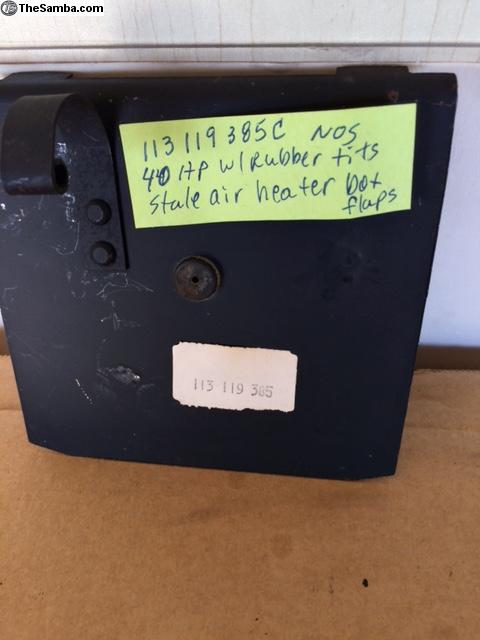 TheSamba.com
113 119 385C NOS
40 HP w/ Rubber tits
Stale air heater box
flaps
113 119 385